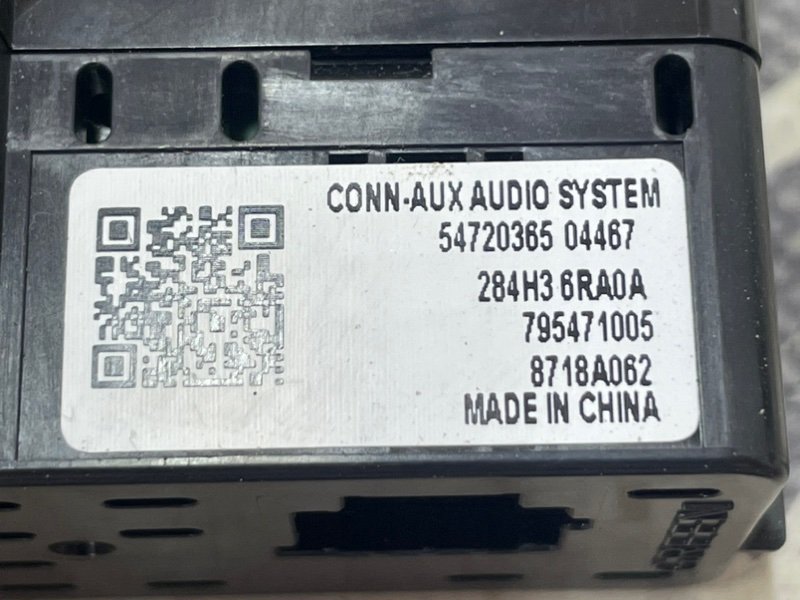 CONN-AUX AUDIO SYSTEM
54720365 04467
284H3 6RA0A
795471005
8718A062
MADE IN CHINA